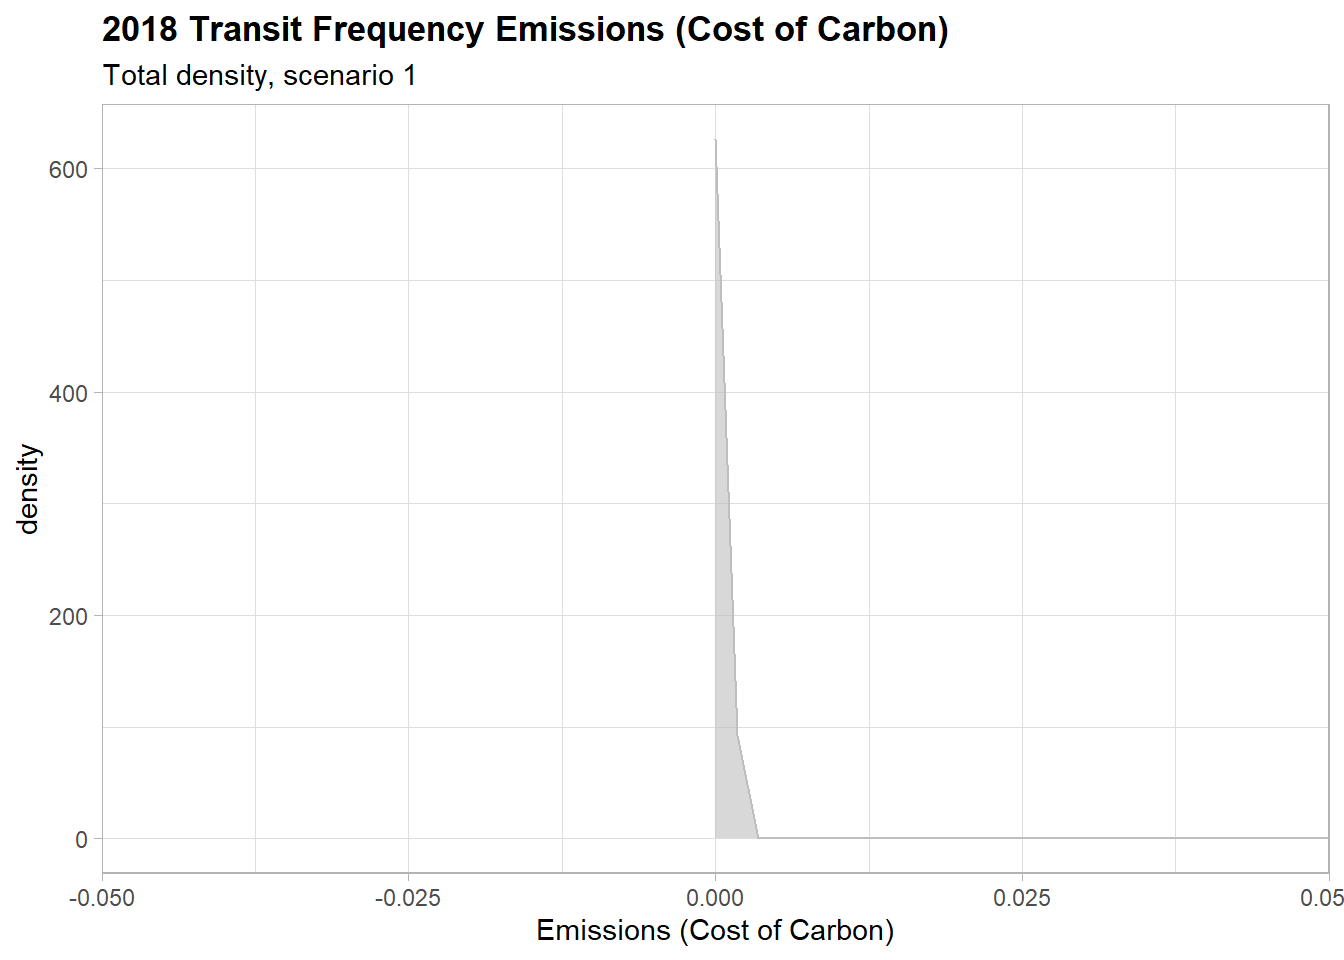 2018 Transit Frequency Emissions (Cost of Carbon)
Total density, scenario 1
600
400
200
0
density
-0.050
-0.025
0.000
0.025
0.05
Emissions (Cost of Carbon)